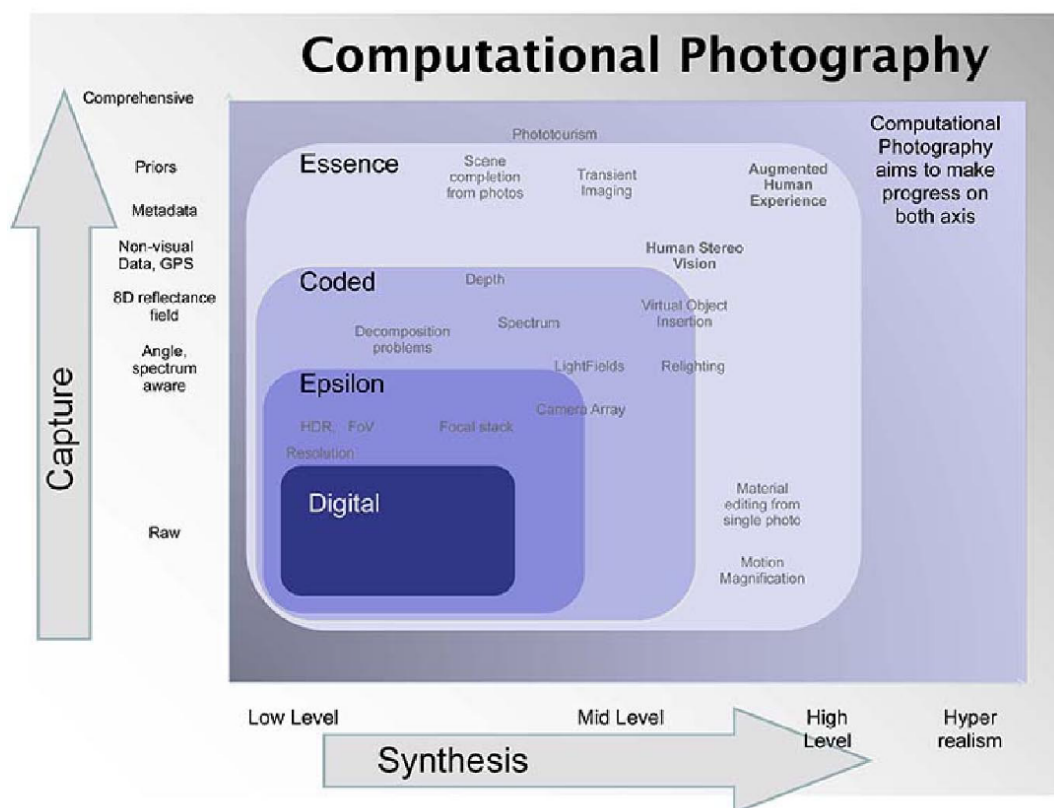 Computational Photography
Comprehensive
Priors
Metadata
Non-visual
Data, GPS
8D reflectance
field
Angle,
spectrum
aware
Raw
Capture
Phototourism
Essence
Scene
completion
from photos
Transient
Imaging
Augmented
Human
Experience
Computational
Photography
aims to make
progress on
both axis
Human Stereo
Vision
Coded
Depth
Virtual Object
Insertion
Spectrum
Decomposition
problems
LightFields
Relighting
Epsilon
Camera Array
HDR, FoV
Focal stack
Resolution
Digital
Material
editing from
single photo
Motion
Magnification
Low Level
Mid Level
High
Level
Hyper
realism
Synthesis